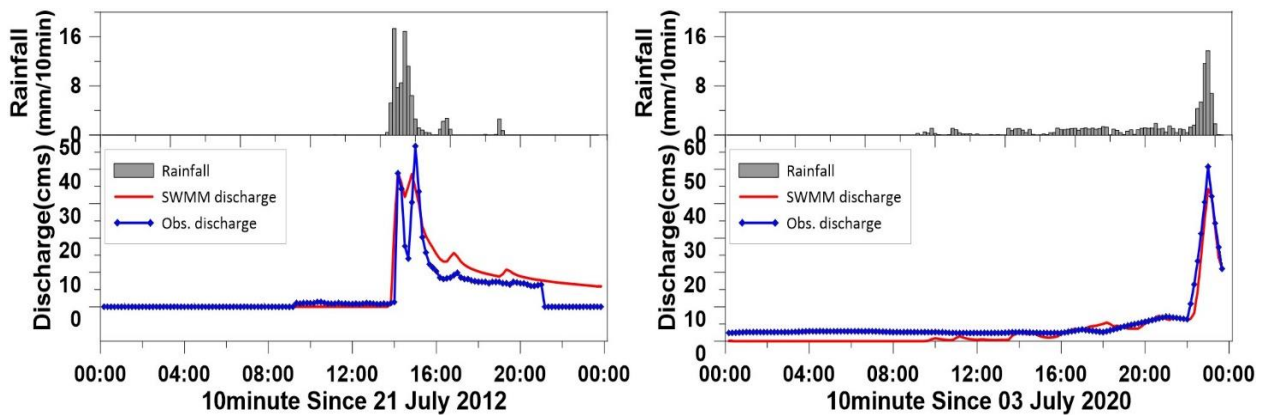 Rainfall
(mm/10min)
16
8
0
Discharge(cms)
50
40
30
20
10
0
Rainfall
SWMM discharge
Obs. discharge
00:00 04:00 08:00 12:00 16:00 20:00 00:00
10minute Since 21 July 2012
Rainfall
(mm/10min)
16
8
0
Discharge(cms)
60
50
40
30
20
10
0
Rainfall
SWMM discharge
Obs. discharge
00:00 04:00 08:00 12:00 16:00 20:00 00:00
10minute Since 03 July 2020